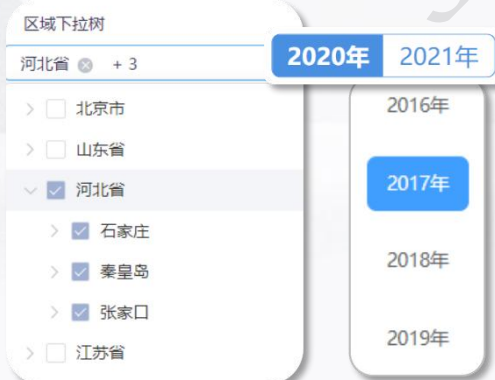 区域下拉树
河北省 + 3
北京市
山东省
河北省
石家庄
秦皇岛
张家口
江苏省
2020年 2021年
2016年
2017年
2018年
2019年